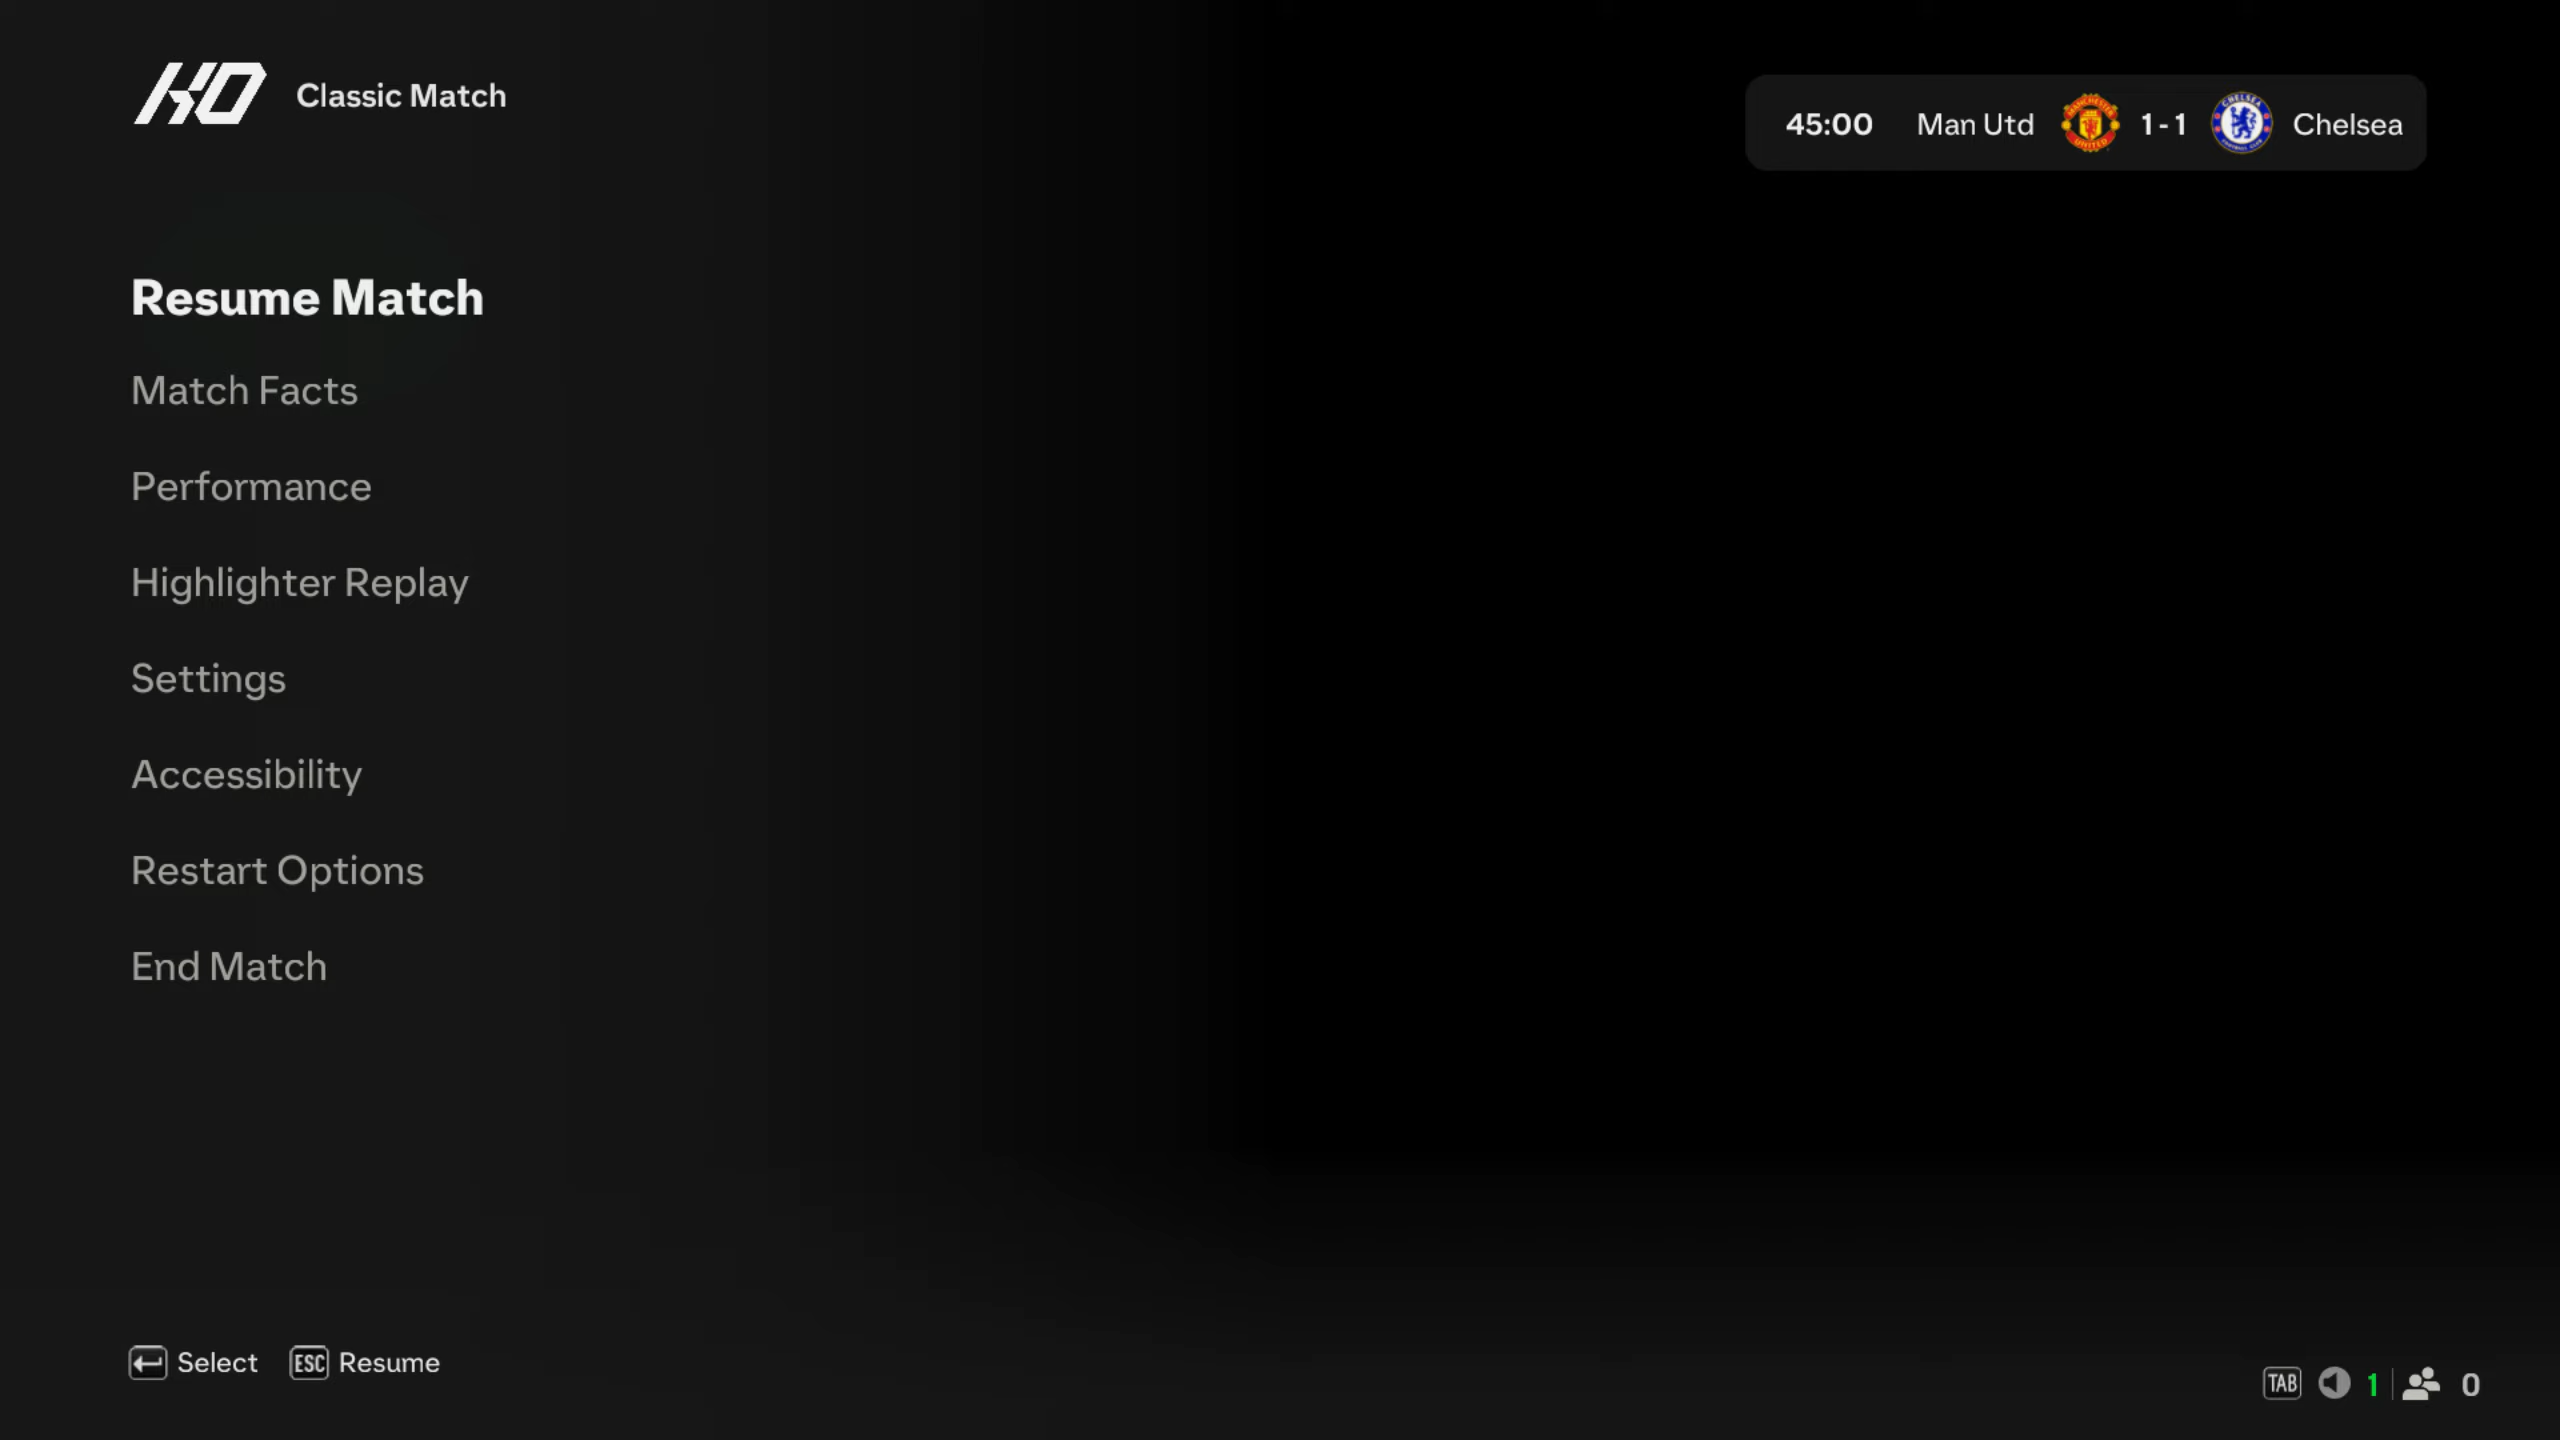 KO Classic Match
45:00 Man Utd 1 - 1 Chelsea
Resume Match
Match Facts
Performance
Highlighter Replay
Settings
Accessibility
Restart Options
End Match
Select ESC Resume
TAB 1 0